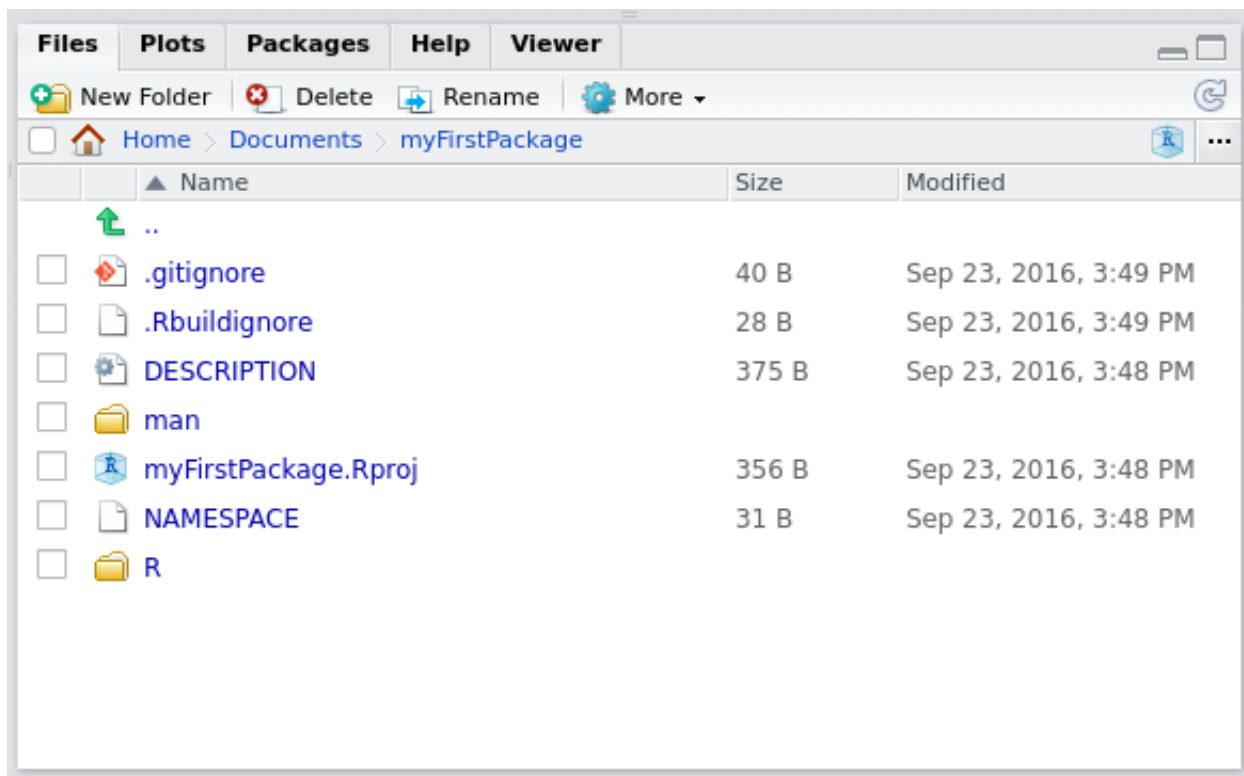 Files Plots Packages Help Viewer
New Folder Delete Rename More
Home Documents myFirstPackage R ...
Name Size Modified
..
.gitignore 40 B Sep 23, 2016, 3:49 PM
.Rbuildignore 28 B Sep 23, 2016, 3:49 PM
DESCRIPTION 375 B Sep 23, 2016, 3:48 PM
man
R myFirstPackage.Rproj 356 B Sep 23, 2016, 3:48 PM
NAMESPACE 31 B Sep 23, 2016, 3:48 PM
R